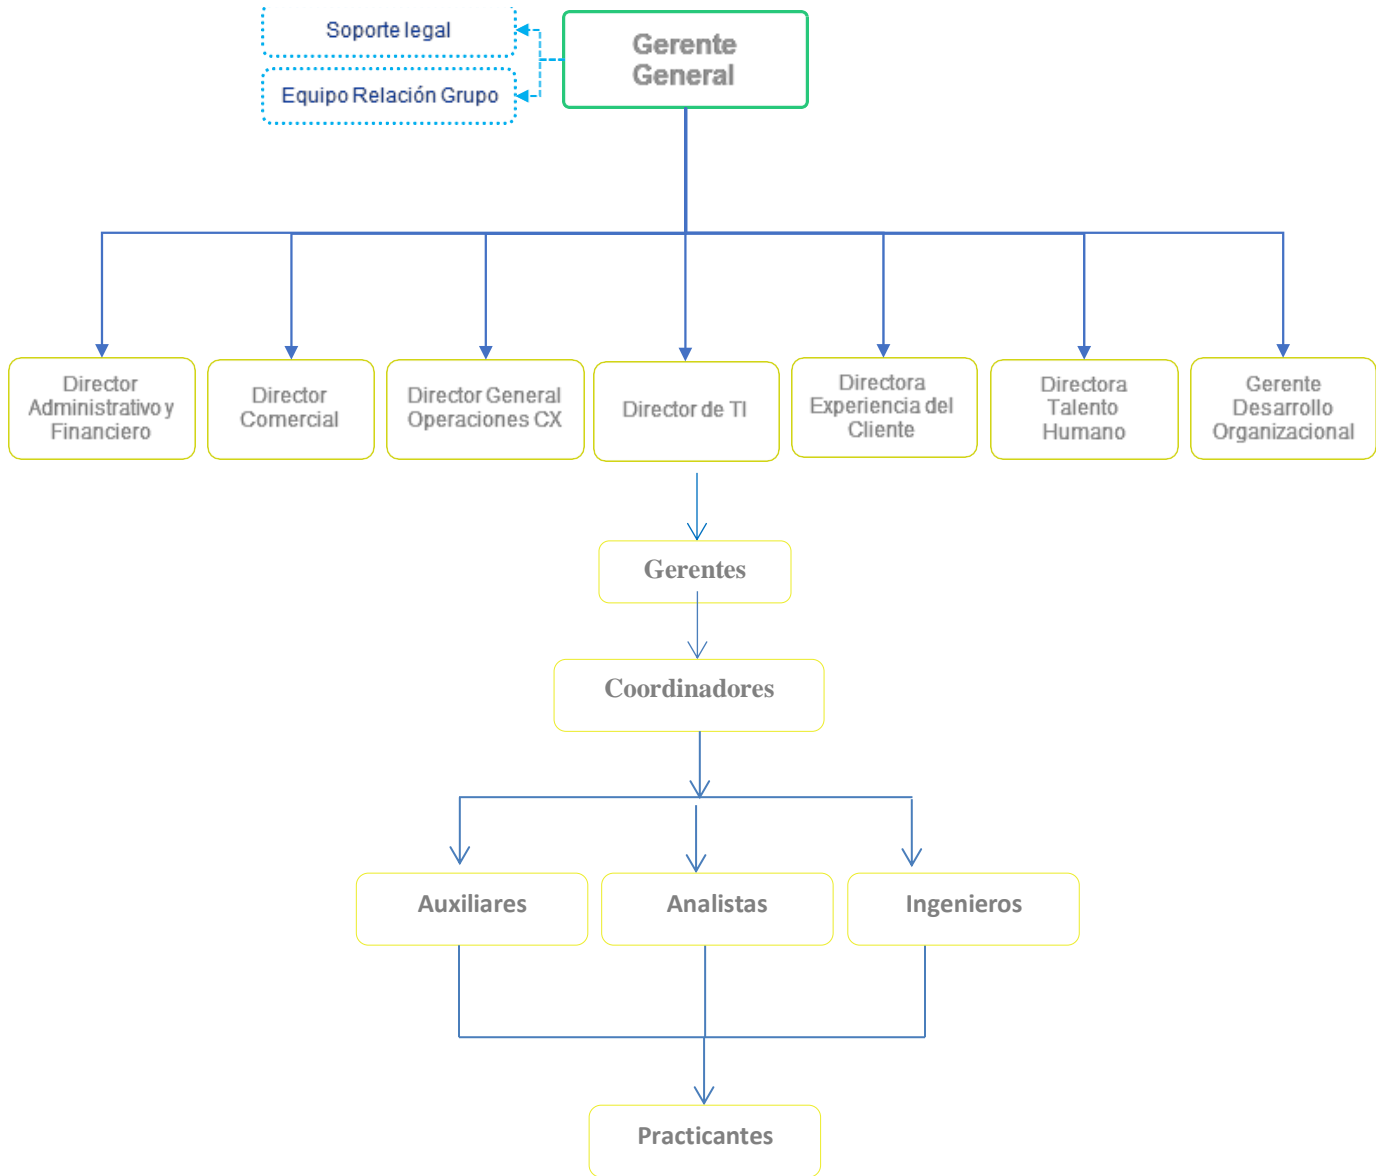 Soporte legal
Gerente
General
Equipo Relación Grupo
Director
Administrativo y
Financiero
Director
Comercial
Director General
Operaciones CX
Director de TI
Directora
Experiencia del
Cliente
Directora
Talento
Humano
Gerente
Desarrollo
Organizacional
Gerentes
Coordinadores
Auxiliares
Analistas
Ingenieros
Practicantes